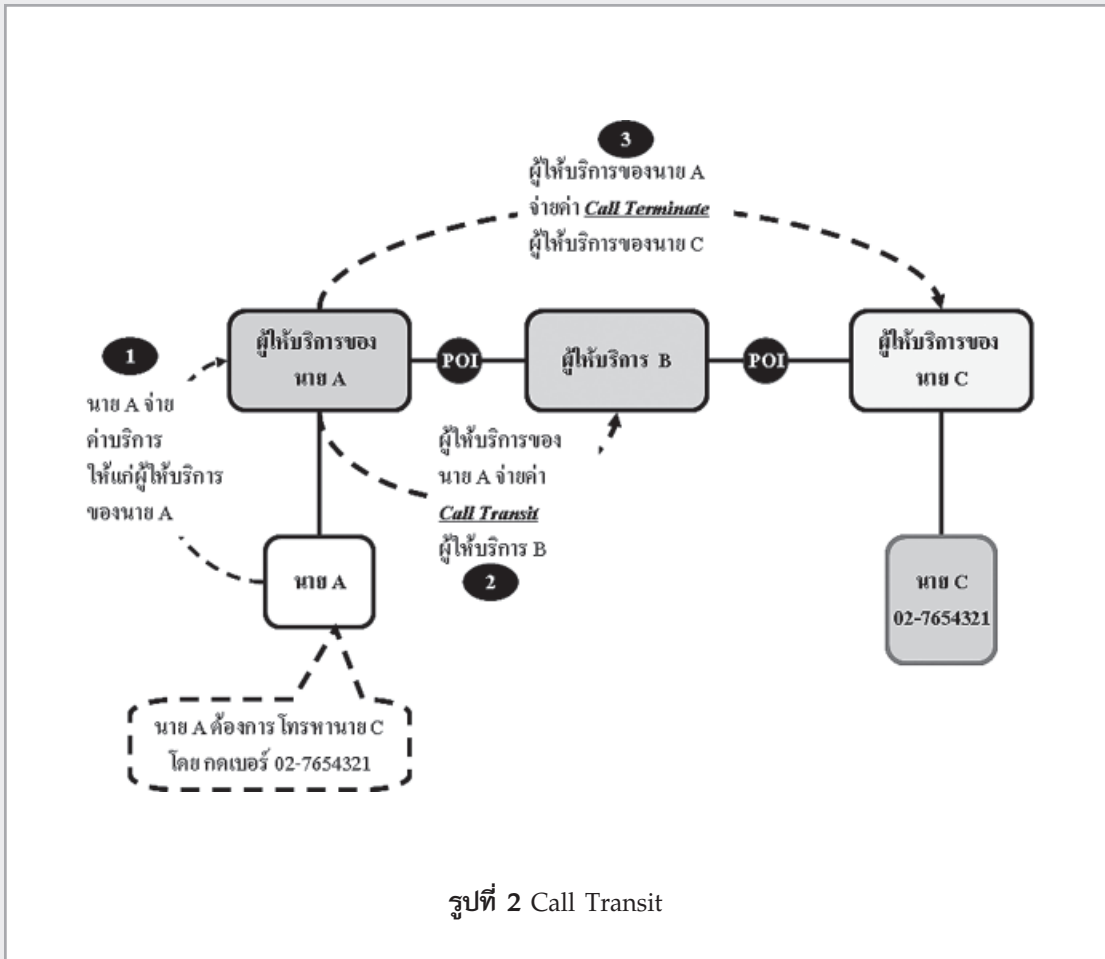 3
ผู้ให้บริการของนาย A
จ่ายค่า Call Terminate
ผู้ให้บริการของนาย C
1
นาย A จ่าย
ค่าบริการ
ให้แก่ผู้ให้บริการ
ของนาย A
ผู้ให้บริการของ
นาย A
POI
ผู้ให้บริการ B
POI
ผู้ให้บริการของ
นาย C
ผู้ให้บริการของ
นาย A จ่ายค่า
Call Transit
ผู้ให้บริการ B
2
นาย A
นาย C
02-7654321
นาย A ต้องการ โทรหานาย C
โดย กดเบอร์ 02-7654321
รูปที่ 2 Call Transit